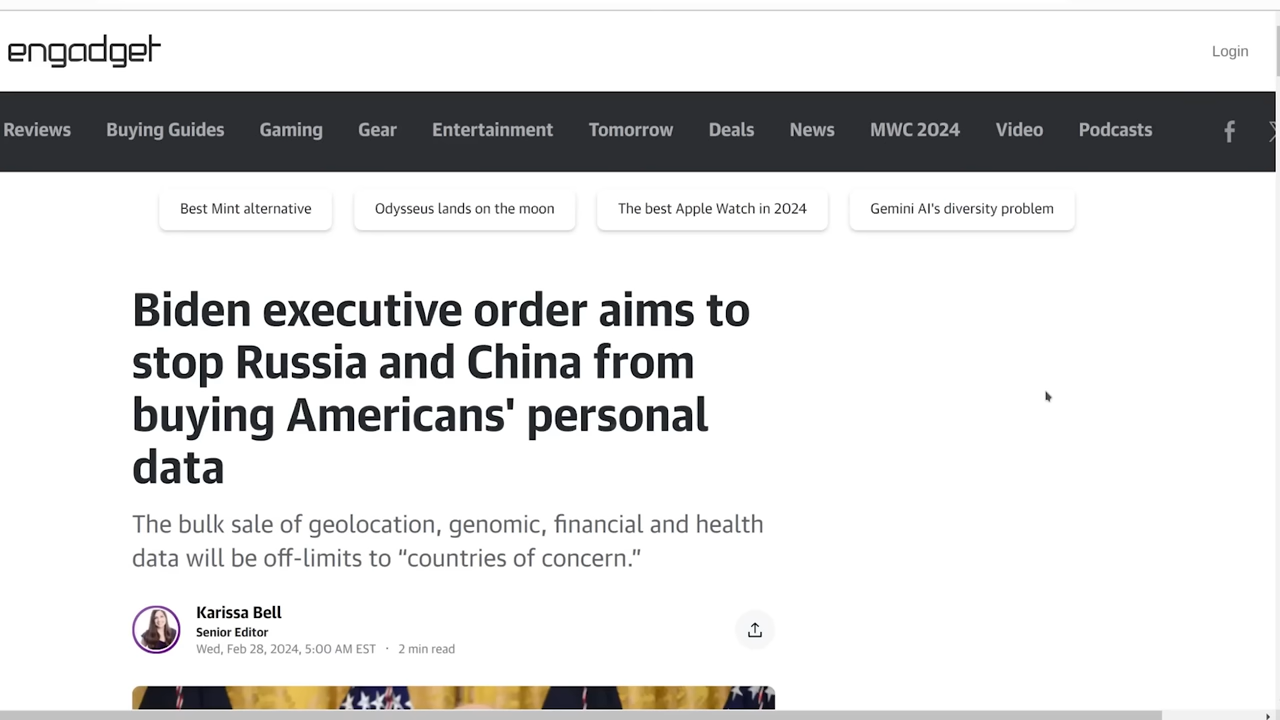 engadget
Login
Reviews Buying Guides Gaming Gear Entertainment Tomorrow Deals News MWC 2024 Video Podcasts
Best Mint alternative Odysseus lands on the moon The best Apple Watch in 2024 Gemini AI's diversity problem
Biden executive order aims to
stop Russia and China from
buying Americans' personal
data
The bulk sale of geolocation, genomic, financial and health
data will be off-limits to “countries of concern.”
Karissa Bell
Senior Editor
Wed, Feb 28, 2024, 5:00 AM EST · 2 min read